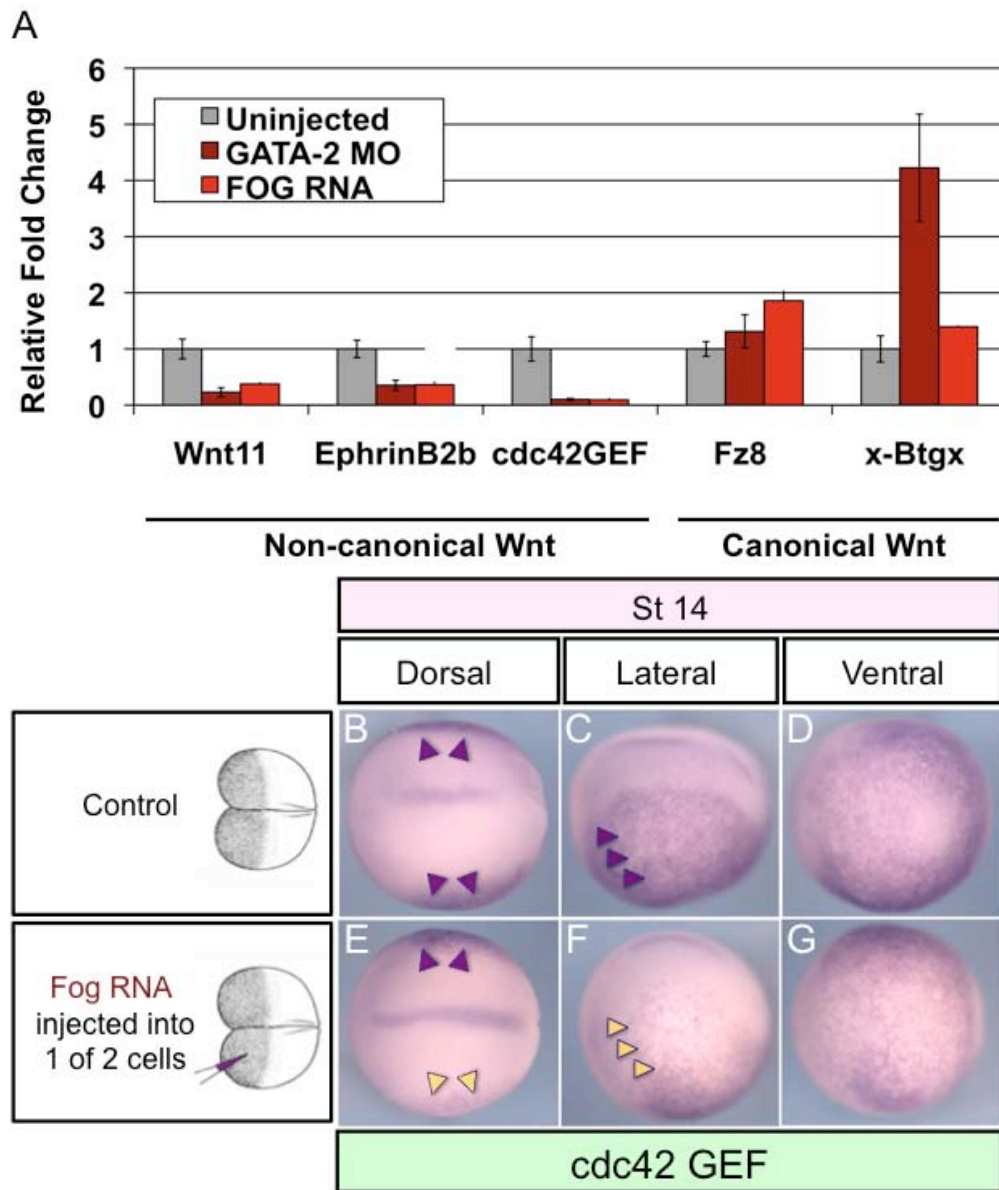 A
6
5
4
3
2
1
0
Relative Fold Change
Uninjected
GATA-2 MO
FOG RNA
Wnt11 EphrinB2b cdc42GEF Fz8 x-Btgx
Non-canonical Wnt Canonical Wnt
St 14
Dorsal Lateral Ventral
Control
B C D
Fog RNA
injected into
1 of 2 cells
E F G
cdc42 GEF